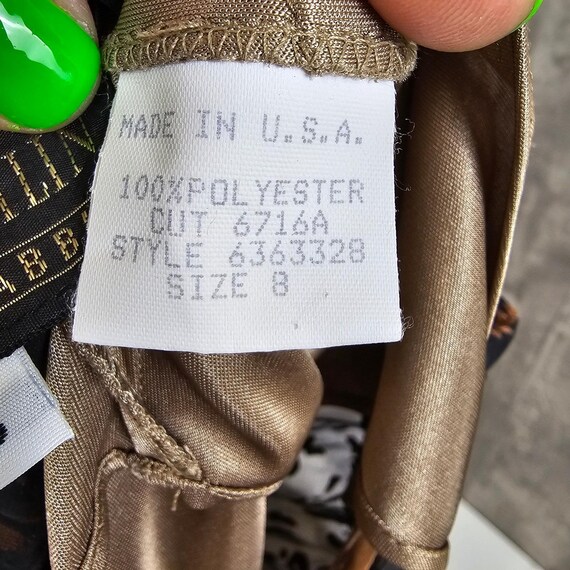 MADE IN U.S.A.
100%POLYESTER
CUT 6716A
STYLE 6363328
SIZE 8